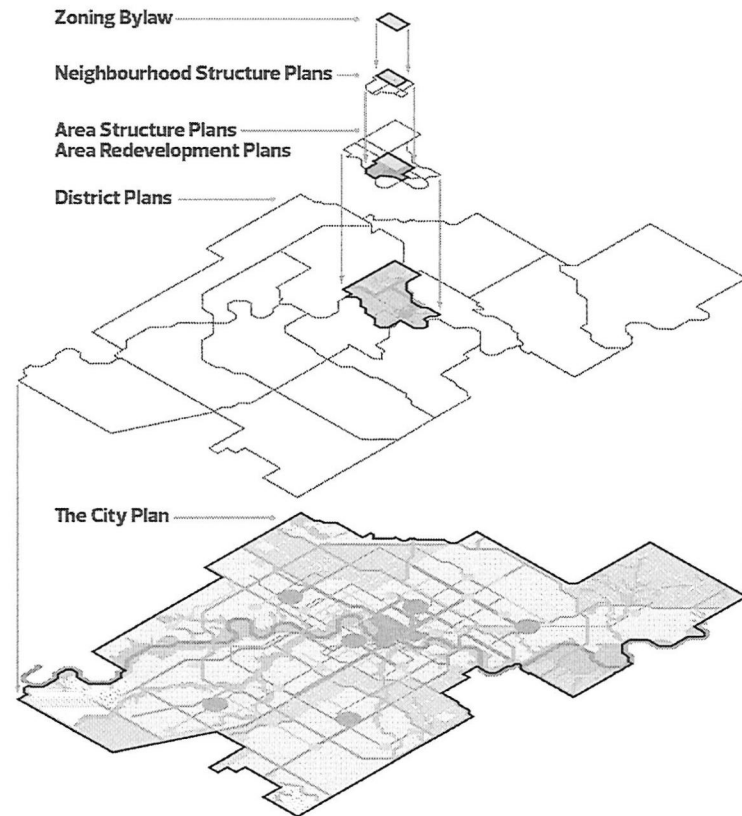 Zoning Bylaw
Neighbourhood Structure Plans
Area Structure Plans
Area Redevelopment Plans
District Plans
The City Plan